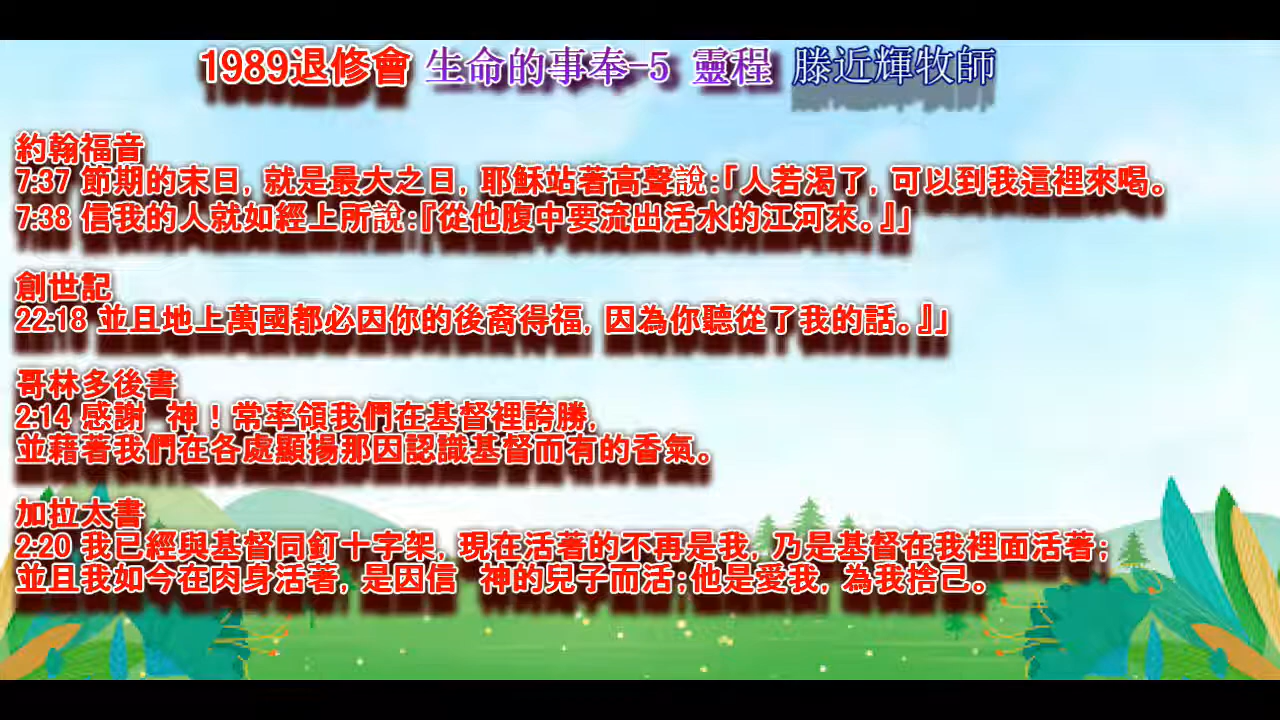 1989退修會 生命的事奉-5 靈程 滕近輝牧師
約翰福音
7:37 節期的末日, 就是最大之日, 耶穌站著高聲說:「人若渴了, 可以到我這裡來喝。
7:38 信我的人就如經上所說:『從他腹中要流出活水的江河來。』」
創世記
22:18 並且地上萬國都必因你的後裔得福, 因為你聽從了我的話。』」
哥林多後書
2:14 感謝 神！常率領我們在基督裡誇勝,
並藉著我們在各處顯揚那因認識基督而有的香氣。
加拉太書
2:20 我已經與基督同釘十字架, 現在活著的不再是我, 乃是基督在我裡面活著;
並且我如今在肉身活著, 是因信 神的兒子而活;他是愛我, 為我捨己。